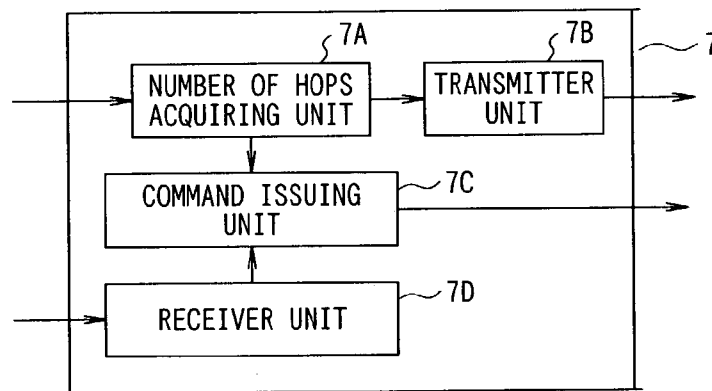 7A
7B
7
NUMBER OF HOPS
ACQUIRING UNIT
TRANSMITTER
UNIT
7C
COMMAND ISSUING
UNIT
7D
RECEIVER UNIT